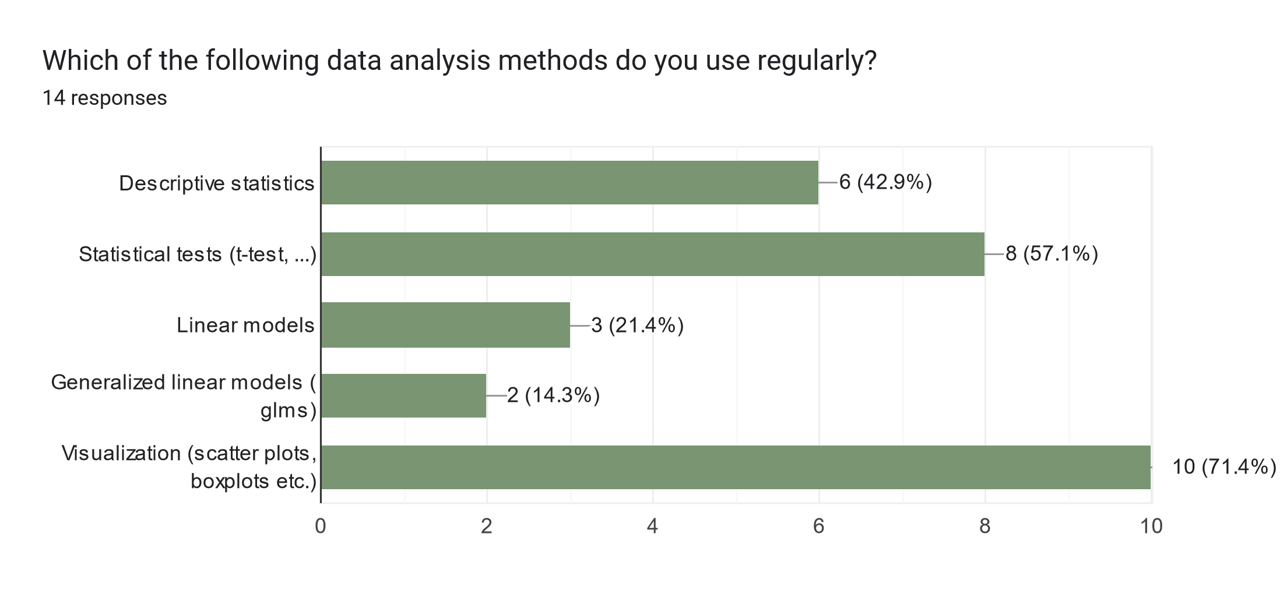 Which of the following data analysis methods do you use regularly?
14 responses
Descriptive statistics
6 (42.9%)
Statistical tests (t-test, ...)
8 (57.1%)
Linear models
3 (21.4%)
Generalized linear models (
glms)
2 (14.3%)
Visualization (scatter plots,
boxplots etc.)
10 (71.4%)
0 2 4 6 8 10